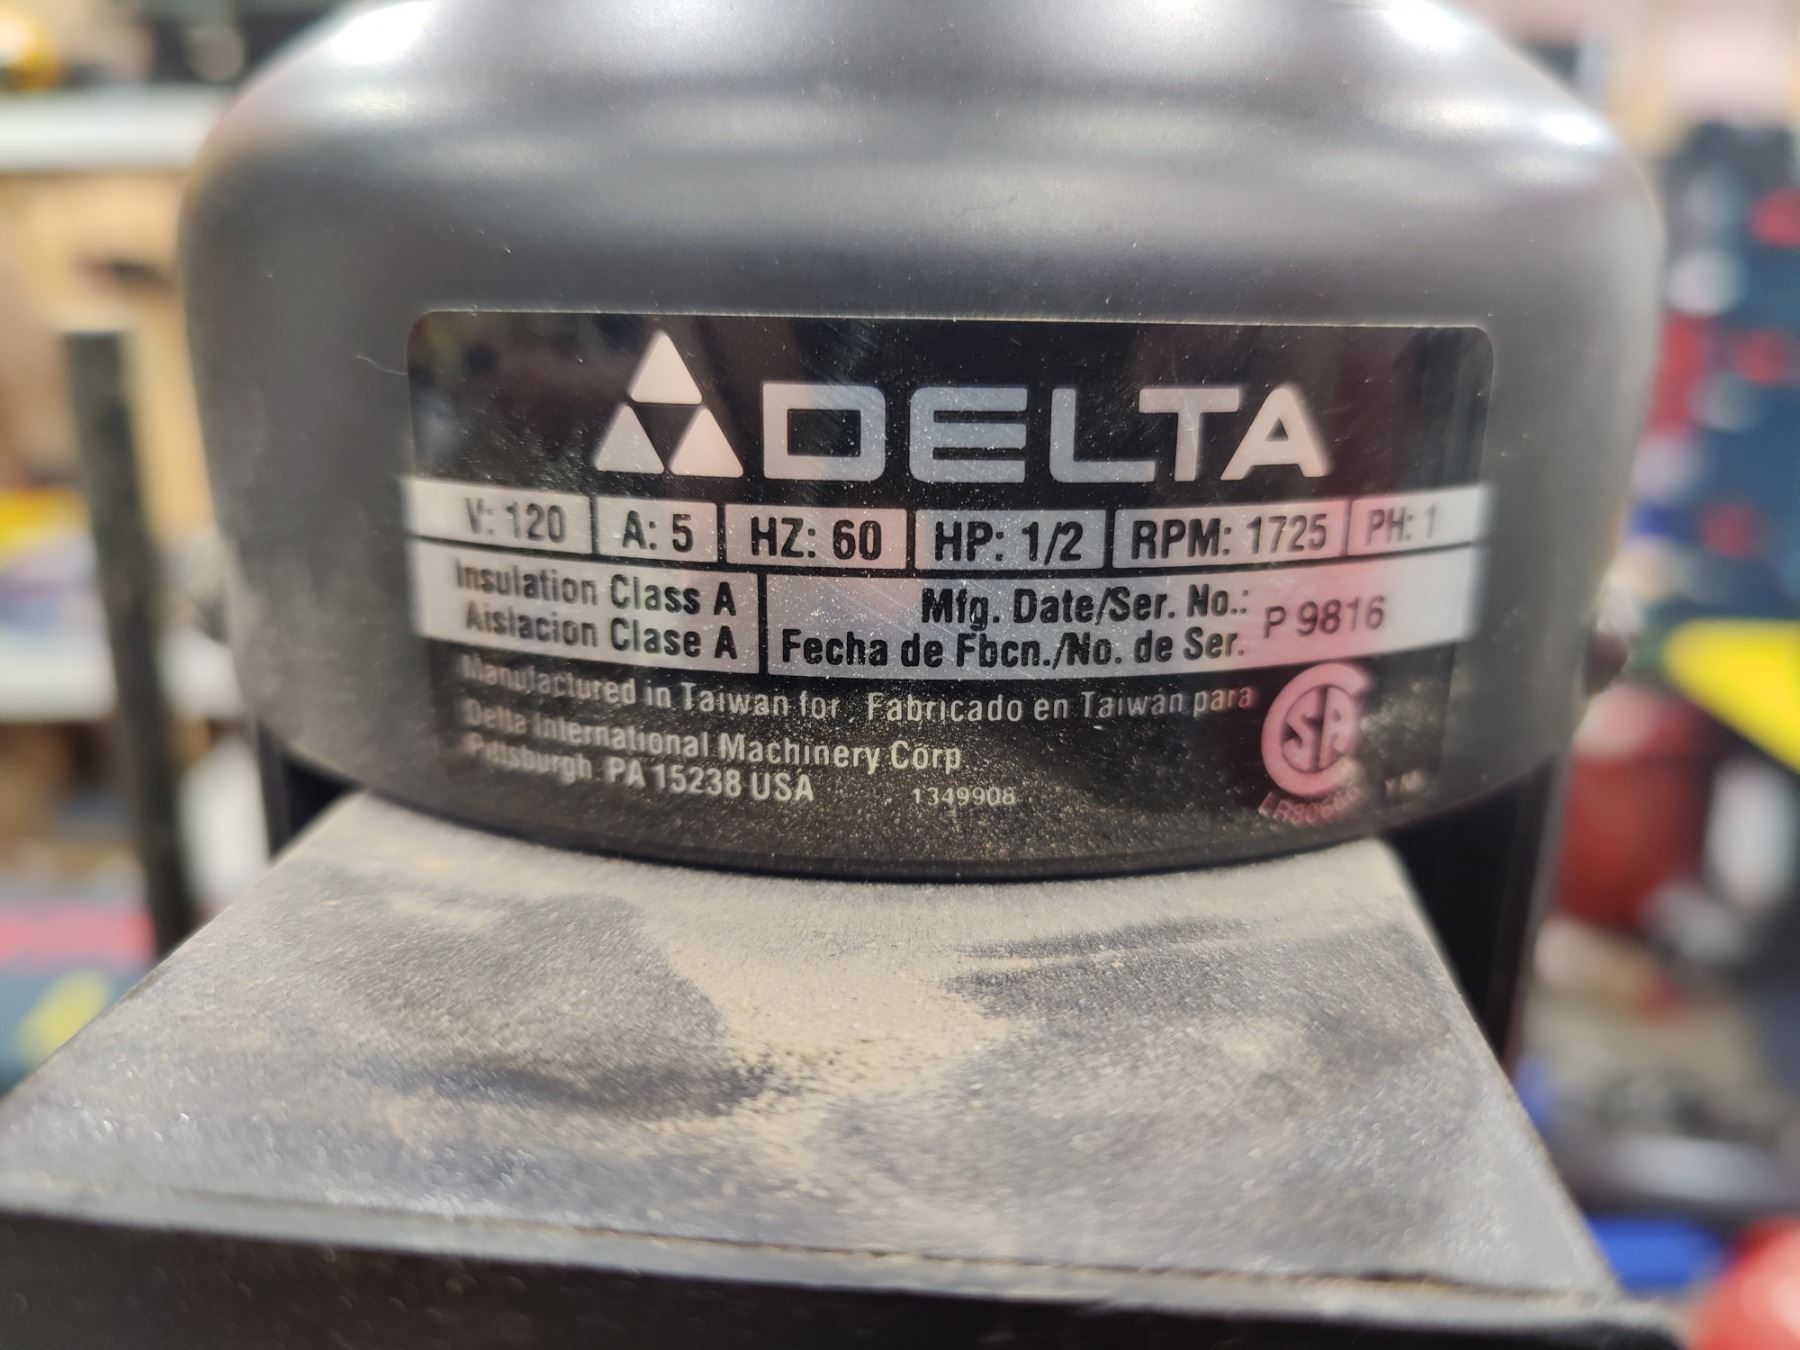 DELTA
V: 120 A: 5 HZ: 60 HP: 1/2 RPM: 1725 PH: 1
Insulation Class A
Aislacion Clase A
Mfg. Date/Ser. No.:
Fecha de Fbcn./No. de Ser.
P 9816
Manufactured in Taiwan for Fabricado en Taiwán para
Delta International Machinery Corp
Pittsburgh PA 15238 USA
1349908
SA